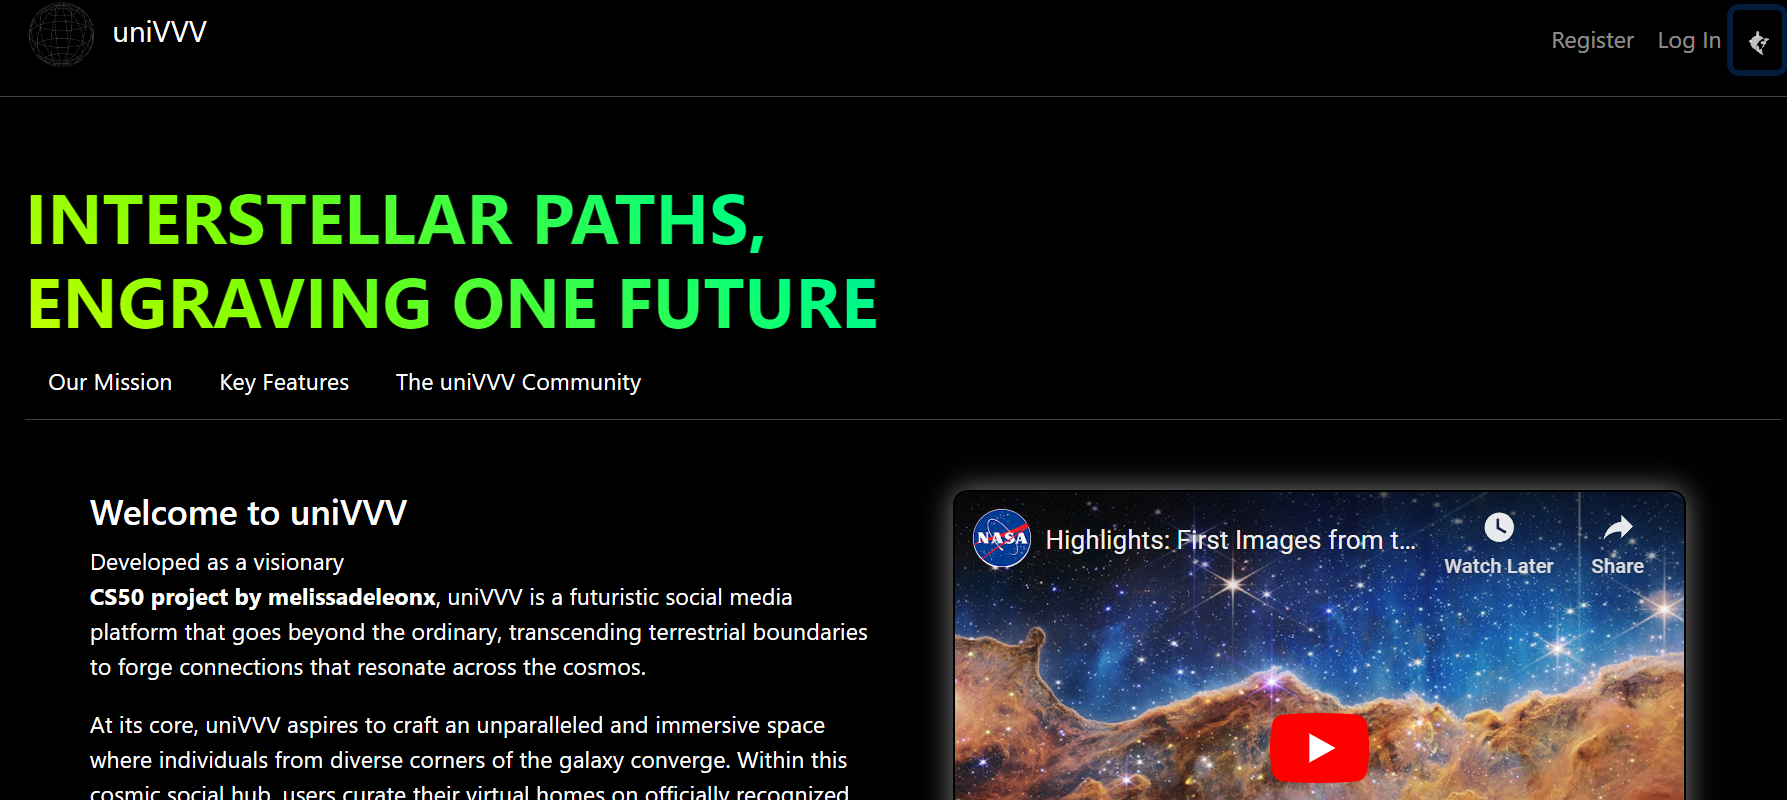 uniVVV
Register Log In
INTERSTELLAR PATHS,
ENGRAVING ONE FUTURE
Our Mission Key Features The uniVVV Community
Welcome to uniVVV
Developed as a visionary
CS50 project by melissadeleonx, uniVVV is a futuristic social media
platform that goes beyond the ordinary, transcending terrestrial boundaries
to forge connections that resonate across the cosmos.
At its core, uniVVV aspires to craft an unparalleled and immersive space
where individuals from diverse corners of the galaxy converge. Within this
cosmic social hub, users curate their virtual homes on officially recognized
NASA
Highlights: First Images from t...
Watch Later Share